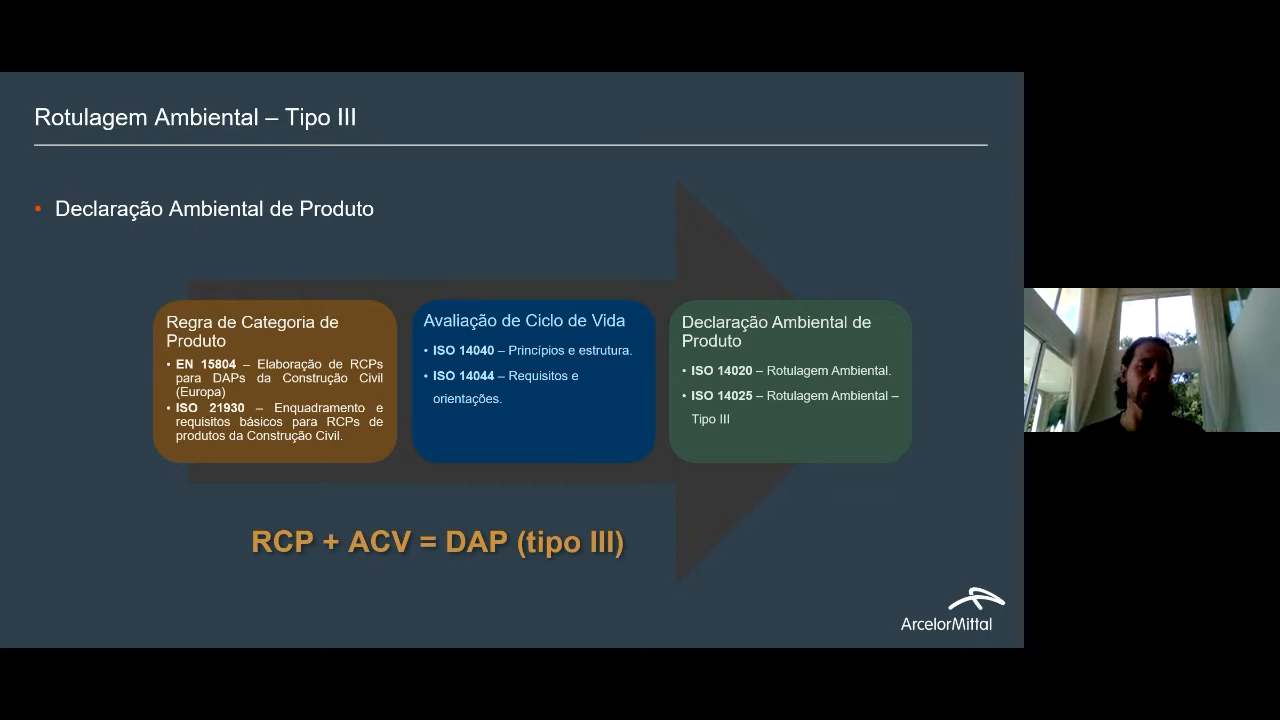 Rotulagem Ambiental – Tipo III
• Declaração Ambiental de Produto
Regra de Categoria de
Produto
• EN 15804 – Elaboração de RCPs
para DAPs da Construção Civil
(Europa)
• ISO 21930 – Enquadramento e
requisitos básicos para RCPs de
produtos da Construção Civil.
Avaliação de Ciclo de Vida
• ISO 14040 – Princípios e estrutura.
• ISO 14044 – Requisitos e
orientações.
Declaração Ambiental de
Produto
• ISO 14020 – Rotulagem Ambiental.
• ISO 14025 – Rotulagem Ambiental –
Tipo III
RCP + ACV = DAP (tipo III)
ArcelorMittal